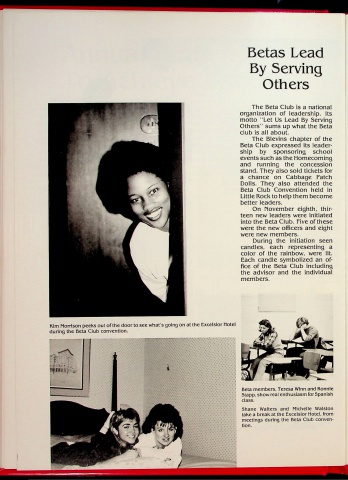 Betas Lead
By Serving
Others
The Beta Club is a national
organization of leadership. Its
motto "Let Us Lead By Serving
Others" sums up what the Beta
club is all about.
The Blevins chapter of the
Beta Club expressed its leader-
ship by sponsoring school
events such as the Homecoming
and running the concession
stand. They also sold tickets for
a chance on Cabbage Patch
Dolls. They also attended the
Beta Club Convention held in
Little Rock to help them become
better leaders.
On November eighth, thir-
teen new leaders were initiated
into the Beta Club. Five of these
were the new officers and eight
were new members.
During the initiation seen
candles, each representing a
color of the rainbow, were lit.
Each candle symbolized an of-
fice of the Beta Club including
the advisor and the individual
members.
Kim Morrison peeks out of the door to see what's going on at the Excelsior Hotel
during the Beta Club convention.
Beta members, Teresa Winn and Ronnie
Stapp, show real enthusiasm for Spanish
class.
Shane Walters and Michelle Walston
take a break at the Excelsior Hotel, from
meetings during the Beta Club Conven-
tion.